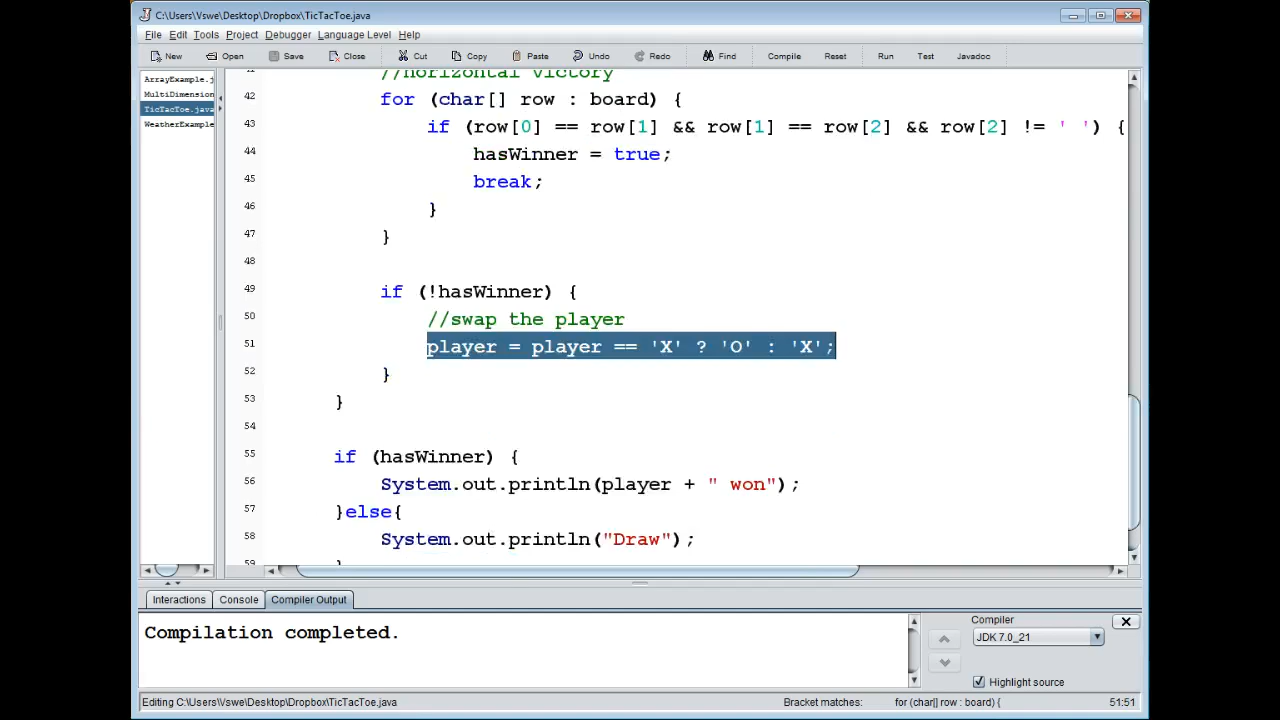 C:\Users\Vswe\Desktop\Dropbox\TicTacToe.java
File Edit Tools Project Debugger Language Level Help
New Open Save Close Cut Copy Paste Undo Redo Find Compile Reset Run Test Javadoc
ArrayExample.j
MultiDimension
TicTacToe.java
WeatherExample
41 //horizontal victory
42 for (char[] row : board) {
43 if (row[0] == row[1] && row[1] == row[2] && row[2] != ' ') {
44 hasWinner = true;
45 break;
46 }
47 }
48
49 if (!hasWinner) {
50 //swap the player
51 player = player == 'X' ? 'O' : 'X';
52 }
53 }
54
55 if (hasWinner) {
56 System.out.println(player + " won");
57 }else{
58 System.out.println("Draw");
59 }
Interactions Console Compiler Output
Compilation completed.
Compiler
JDK 7.0_21
Highlight source
Editing C:\Users\Vswe\Desktop\Dropbox\TicTacToe.java Bracket matches: for (char[] row : board) { 51:51